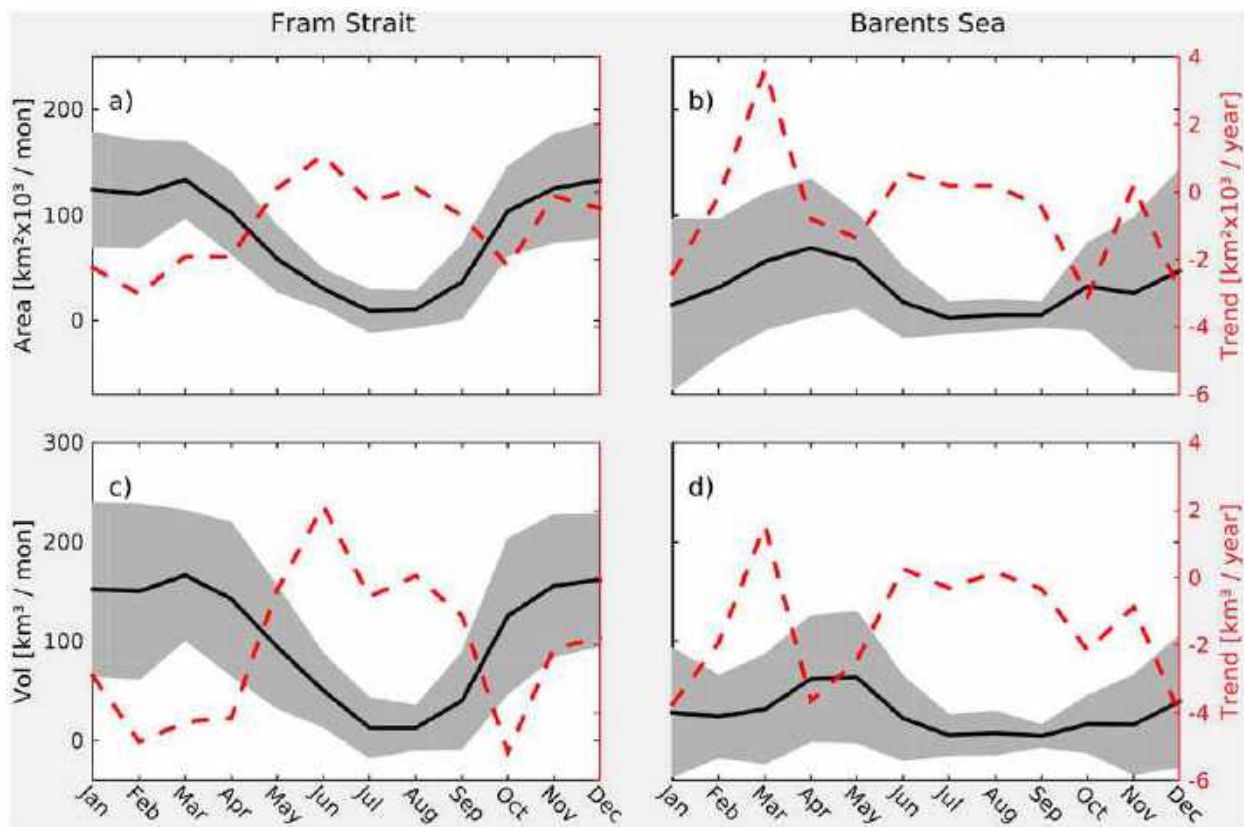 Fram Strait
Barents Sea
a)
b)
Area [km²x10³ / mon]
200
100
0
4
2
0
-2
-4
-6
Trend [km²x10³ / year]
c)
d)
Vol [km³ / mon]
300
200
100
0
4
2
0
-2
-4
-6
Trend [km³ / year]
Jan Feb Mar Apr May Jun Jul Aug Sep Oct Nov Dec
Jan Feb Mar Apr May Jun Jul Aug Sep Oct Nov Dec